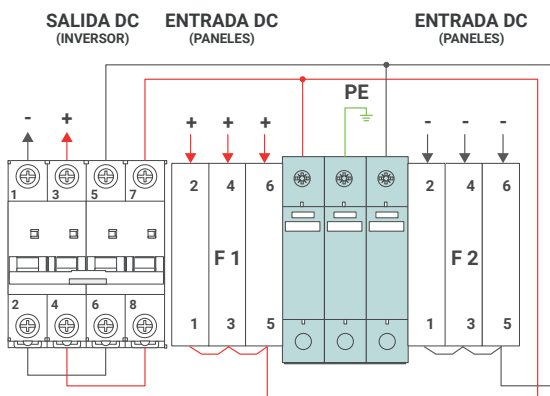 SALIDA DC
(INVERSOR)
ENTRADA DC
(PANELES)
ENTRADA DC
(PANELES)
PE
- +
+ + +
- - -
1 3 5 7
2 4 6
2 4 6
F 1
F 2
2 4 6 8
1 3 5
1 3 5